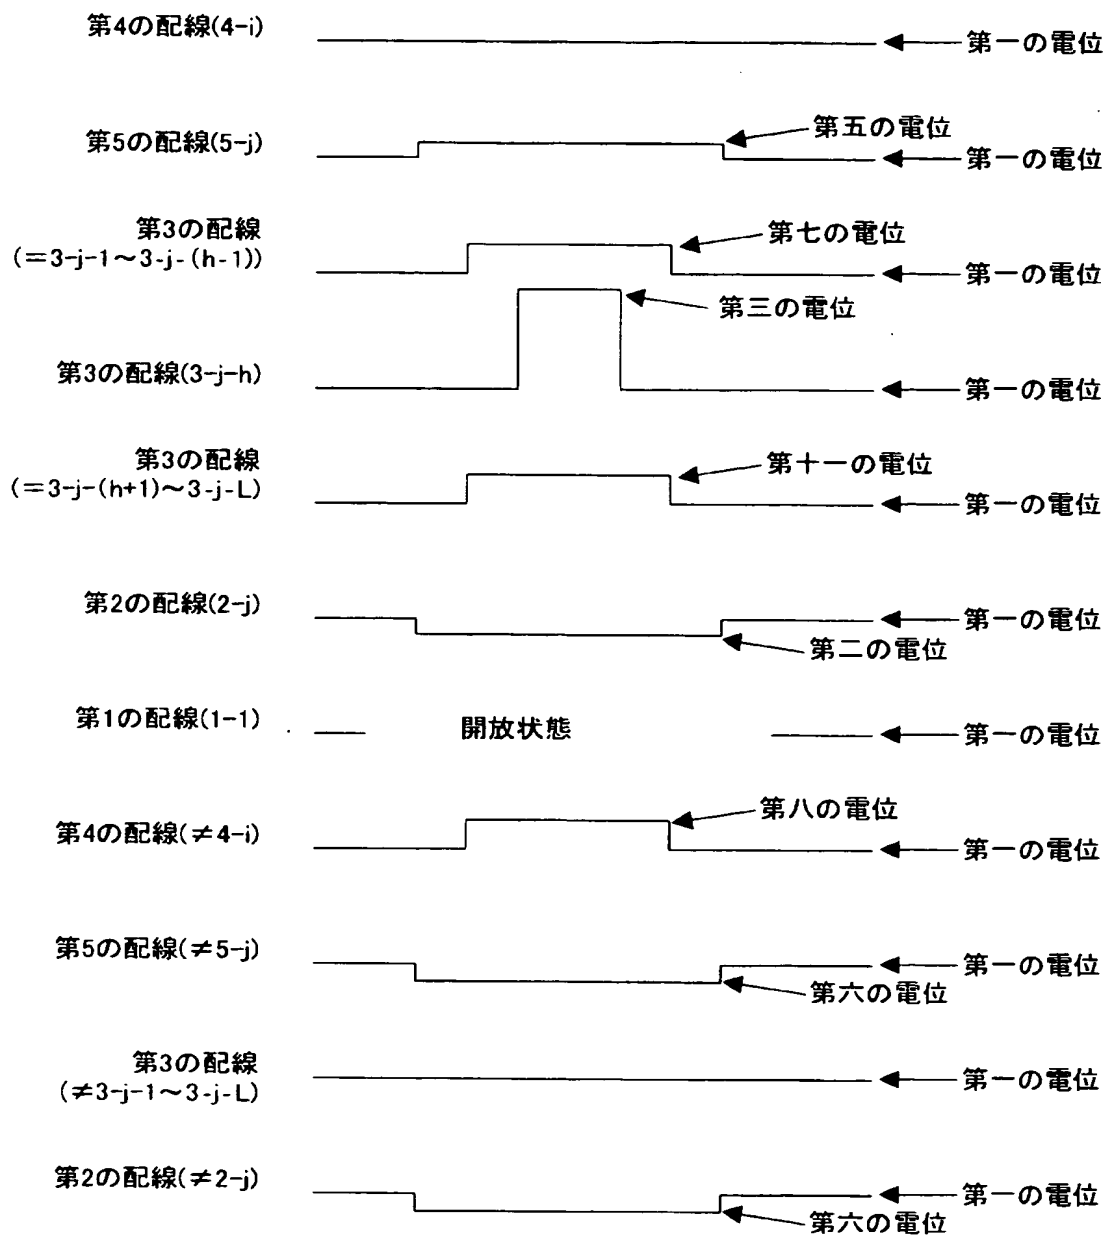 第4の配線(4-i)
第一の電位
第5の配線(5-j)
第五の電位
第一の電位
第3の配線
(＝3-j-1～3-j-(h-1))
第七の電位
第一の電位
第三の電位
第3の配線(3-j-h)
第一の電位
第3の配線
(＝3-j-(h+1)～3-j-L)
第十一の電位
第一の電位
第2の配線(2-j)
第一の電位
第二の電位
第1の配線(1-1)
開放状態
第一の電位
第八の電位
第4の配線(≠4-i)
第一の電位
第5の配線(≠5-j)
第一の電位
第六の電位
第3の配線
(≠3-j-1～3-j-L)
第一の電位
第2の配線(≠2-j)
第一の電位
第六の電位